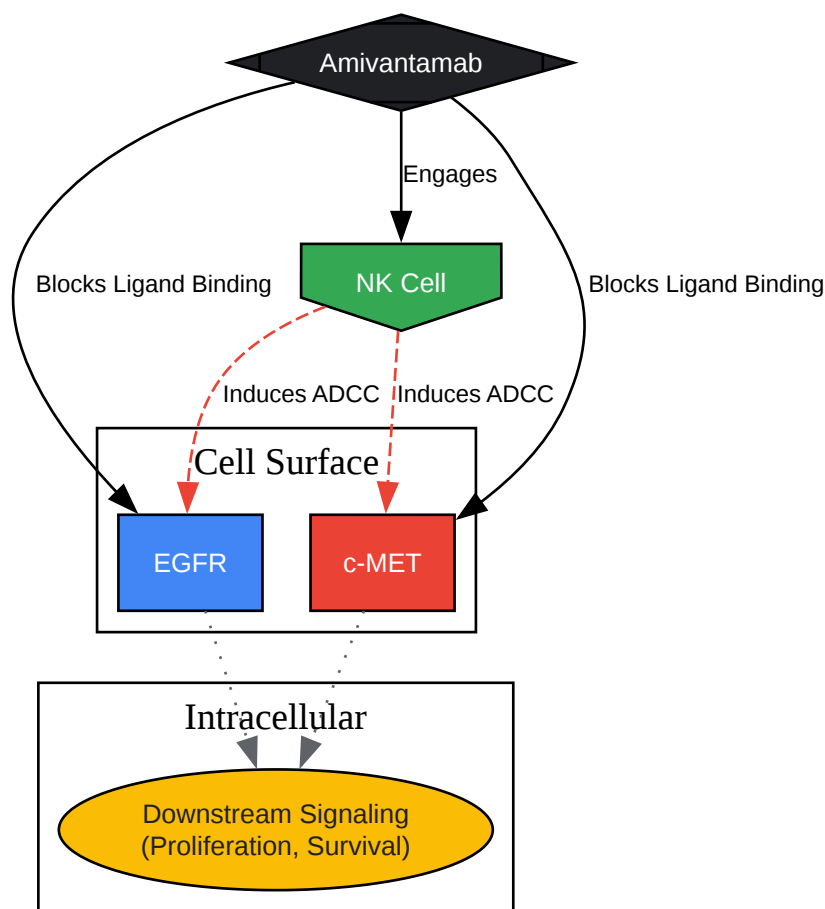 Amivantamab
Engages
Blocks Ligand Binding
NK Cell
Blocks Ligand Binding
Induces ADCC
Induces ADCC
Cell Surface
EGFR
c-MET
Intracellular
Downstream Signaling
(Proliferation, Survival)